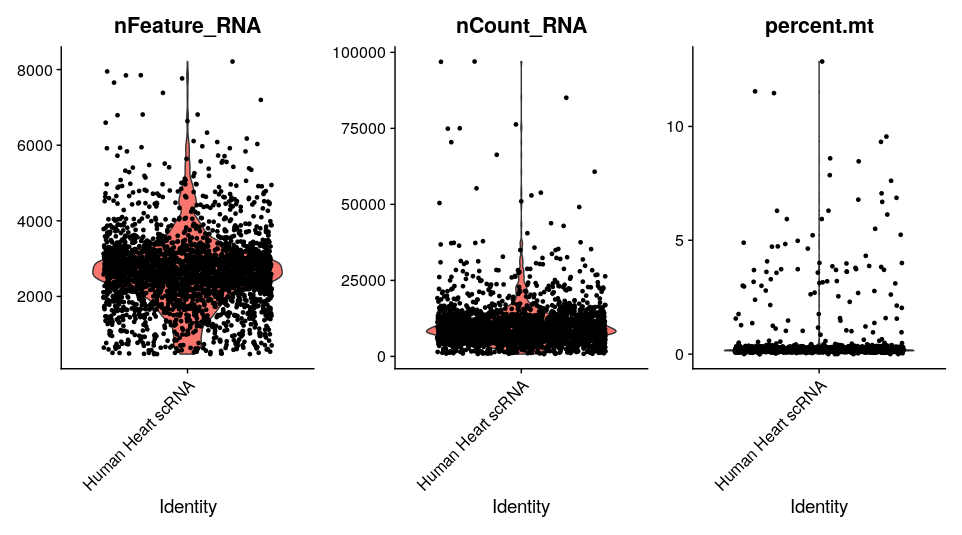 nFeature_RNA
8000
6000
4000
2000
Human Heart scRNA
Identity
nCount_RNA
100000
75000
50000
25000
0
Human Heart scRNA
Identity
percent.mt
10
5
0
Human Heart scRNA
Identity